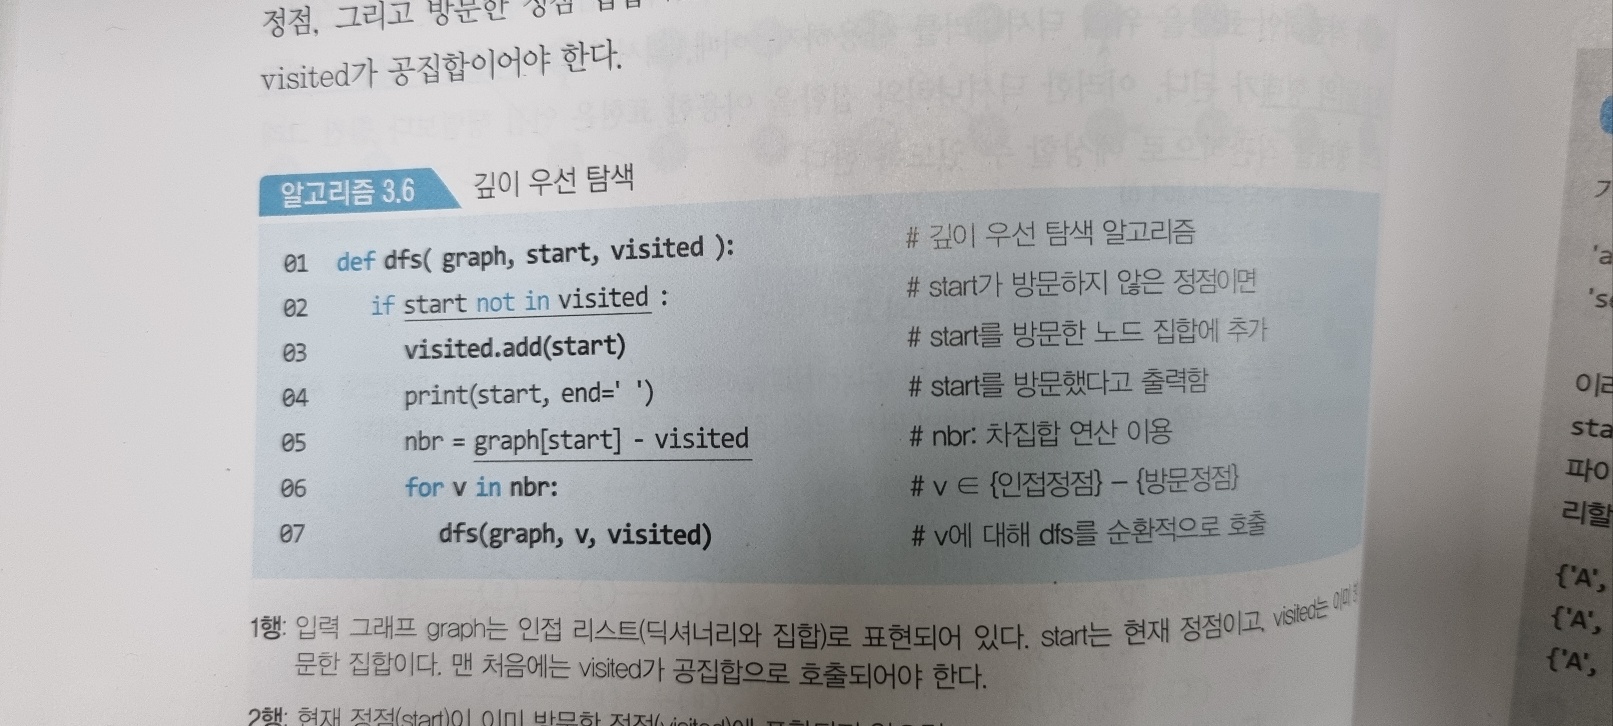 정점, 그리고 방문한 정점
visited가 공집합이어야 한다.
알고리즘 3.6 깊이 우선 탐색
01 def dfs( graph, start, visited ): # 깊이 우선 탐색 알고리즘
02 if start not in visited : # start가 방문하지 않은 정점이면
03 visited.add(start) # start를 방문한 노드 집합에 추가
04 print(start, end=' ') # start를 방문했다고 출력함
05 nbr = graph[start] - visited # nbr: 차집합 연산 이용
06 for v in nbr: # v ∈ {인접정점} – {방문정점}
07 dfs(graph, v, visited) # v에 대해 dfs를 순환적으로 호출
1행: 입력 그래프 graph는 인접 리스트(딕셔너리와 집합)로 표현되어 있다. start는 현재 정점이고, visited는 이미
문한 집합이다. 맨 처음에는 visited가 공집합으로 호출되어야 한다.
2행: 현재 정점(start)이 이미 방문한 정점(visited)에
가
'a
's
이
sta
파이
리할
{'A',
{'A',
{'A',